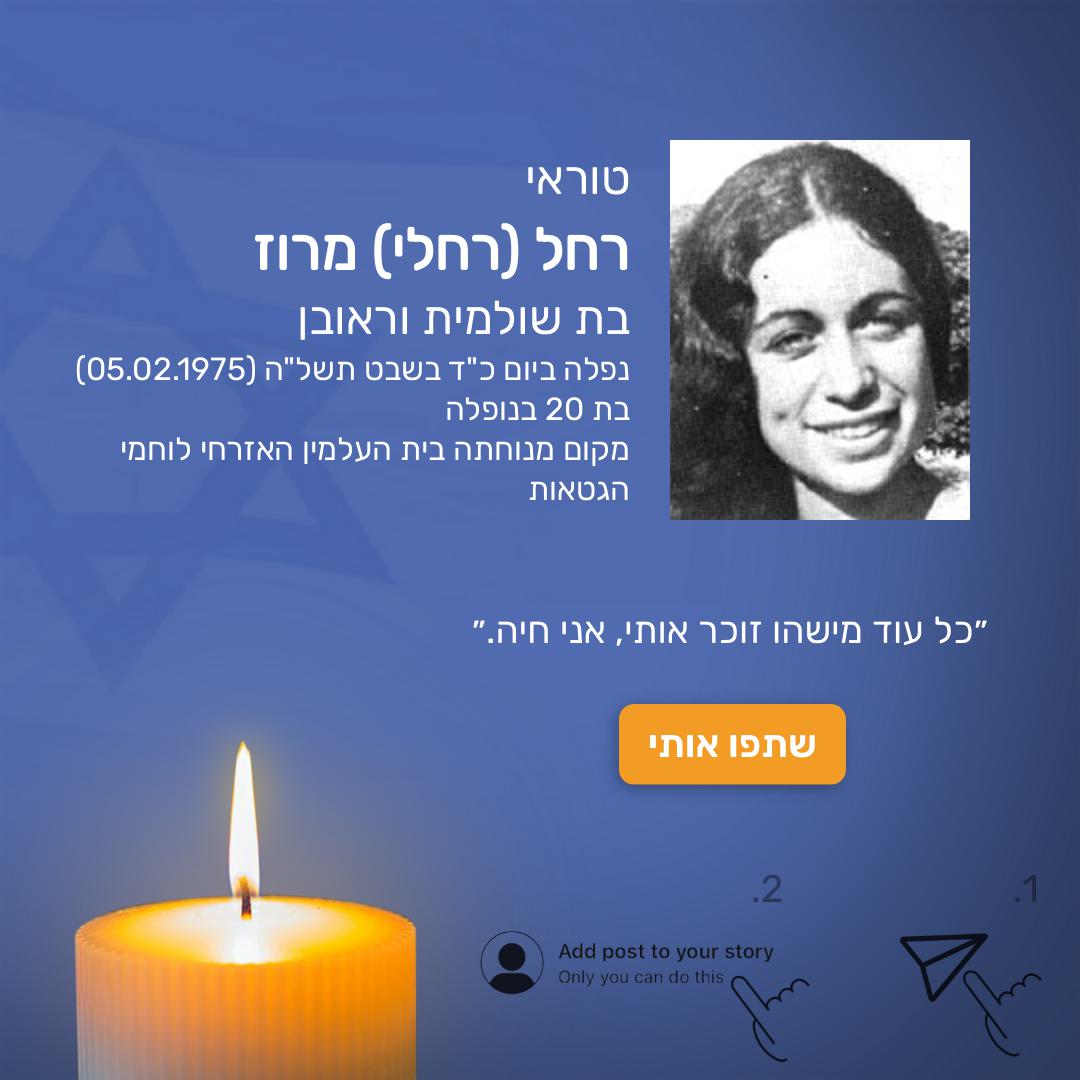 טוראי
רחל (רחלי) מרוז
בת שולמית וראובן
נפלה ביום כ"ד בשבט תשל"ה (05.02.1975)
בת 20 בנופלה
מקום מנוחתה בית העלמין האזרחי לוחמי
הגטאות
״כל עוד מישהו זוכר אותי, אני חיה.״
שתפו אותי
.1
.2
Add post to your story
Only you can do this